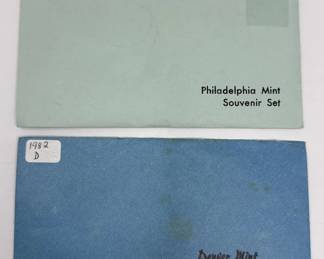 Philadelphia Mint
Souvenir Set
1982
D
Denver Mint